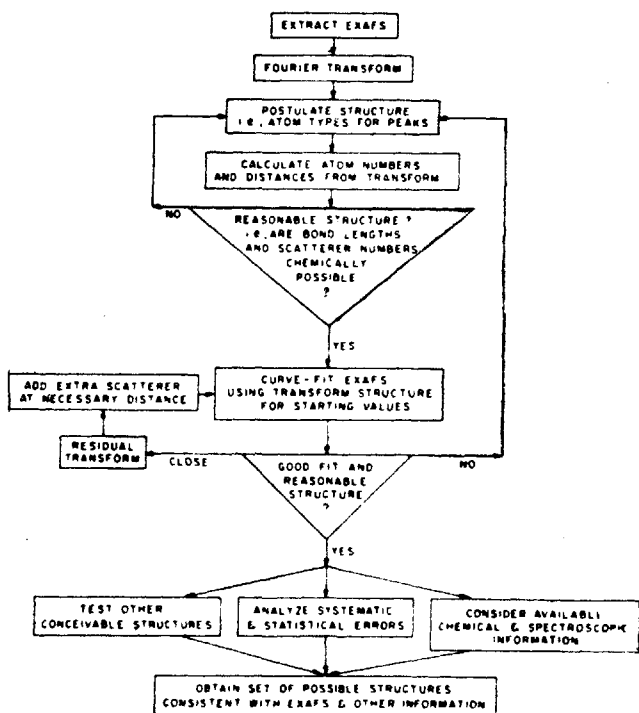 EXTRACT EXAFS
FOURIER TRANSFORM
POSTULATE STRUCTURE
i.e., ATOM TYPES FOR PEAKS
CALCULATE ATOM NUMBERS
AND DISTANCES FROM TRANSFORM
NO
REASONABLE STRUCTURE?
i.e, ARE BOND LENGTHS
AND SCATTERER NUMBERS
CHEMICALLY
POSSIBLE
?
YES
ADD EXTRA SCATTERER
AT NECESSARY DISTANCE
CURVE-FIT EXAFS
USING TRANSFORM STRUCTURE
FOR STARTING VALUES
RESIDUAL
TRANSFORM
CLOSE
GOOD FIT AND
REASONABLE
STRUCTURE
?
NO
YES
TEST OTHER
CONCEIVABLE STRUCTURES
ANALYZE SYSTEMATIC
& STATISTICAL ERRORS
CONSIDER AVAILABLE
CHEMICAL & SPECTROSCOPIC
INFORMATION
OBTAIN SET OF POSSIBLE STRUCTURES
CONSISTENT WITH EXAFS & OTHER INFORMATION